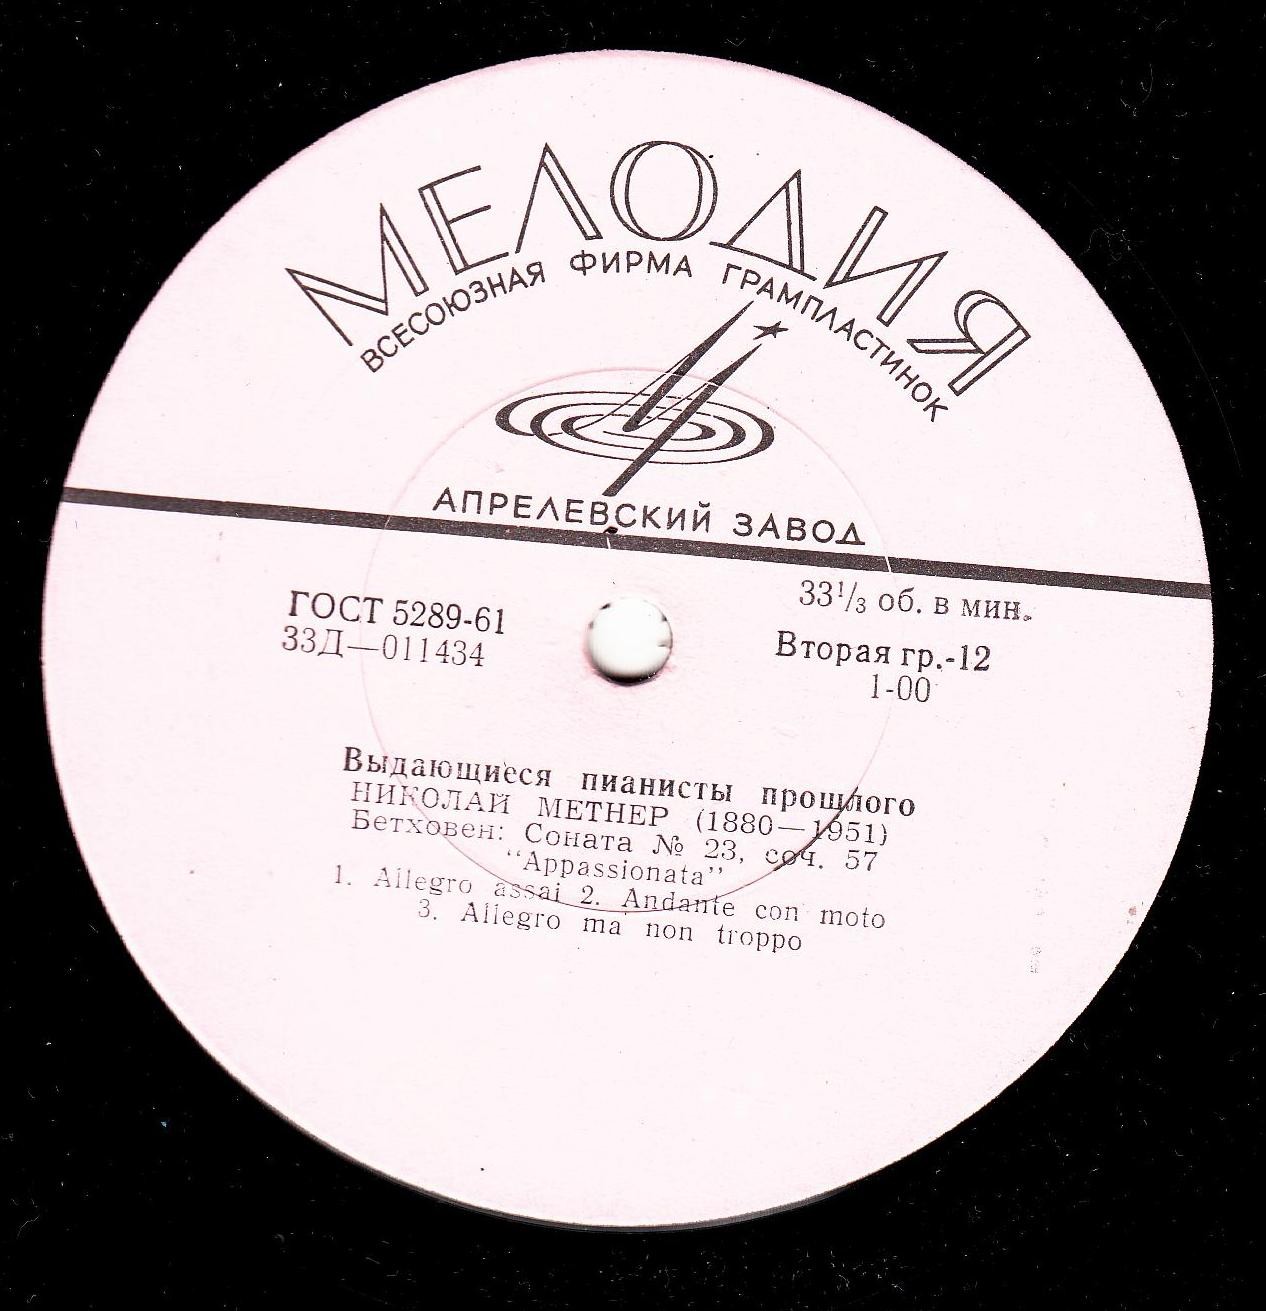 МЕЛОДИЯ
ВСЕСОЮЗНАЯ ФИРМА ГРАМПЛАСТИНОК
АПРЕЛЕВСКИЙ ЗАВОД
ГОСТ 5289-61
33Д—011434
33⅓ об. в мин.
Вторая гр.-12
1-00
Выдающиеся пианисты прошлого
НИКОЛАЙ МЕТНЕР (1880—1951)
Бетховен: Соната № 23, соч. 57
"Appassionata"
1. Allegro assai 2. Andante con moto
3. Allegro ma non troppo